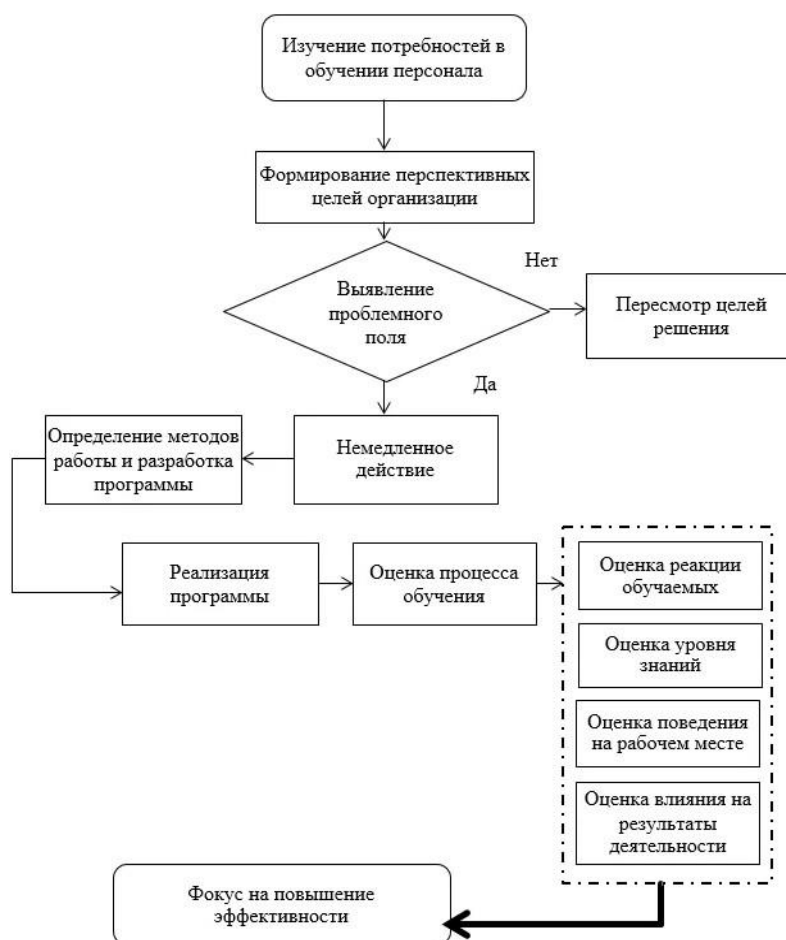 Изучение потребностей в
обучении персонала
Формирование перспективных
целей организации
Выявление
проблемного
поля
Нет
Пересмотр целей
решения
Да
Немедленное
действие
Определение методов
работы и разработка
программы
Реализация
программы
Оценка процесса
обучения
Оценка реакции
обучаемых
Оценка уровня
знаний
Оценка поведения
на рабочем месте
Оценка влияния на
результаты
деятельности
Фокус на повышение
эффективности